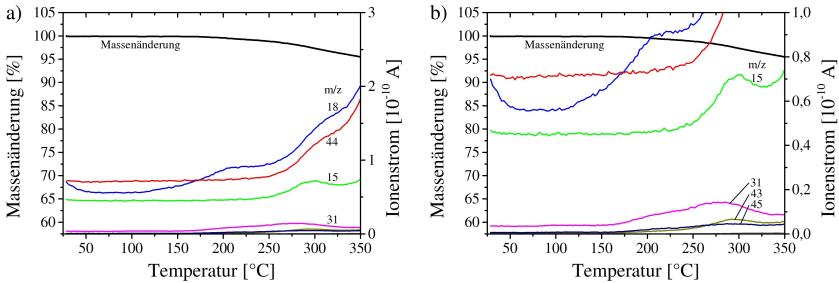 a)
105
100
95
90
85
80
75
70
65
60
Massenänderung [%]
Massenänderung
m/z
18
44
15
31
3
2
1
0
Ionenstrom [10⁻¹⁰ A]
50 100 150 200 250 300 350
Temperatur [°C]
b)
105
100
95
90
85
80
75
70
65
60
Massenänderung [%]
Massenänderung
m/z
15
31
43
45
1,0
0,8
0,6
0,4
0,2
0,0
Ionenstrom [10⁻¹⁰ A]
50 100 150 200 250 300 350
Temperatur [°C]